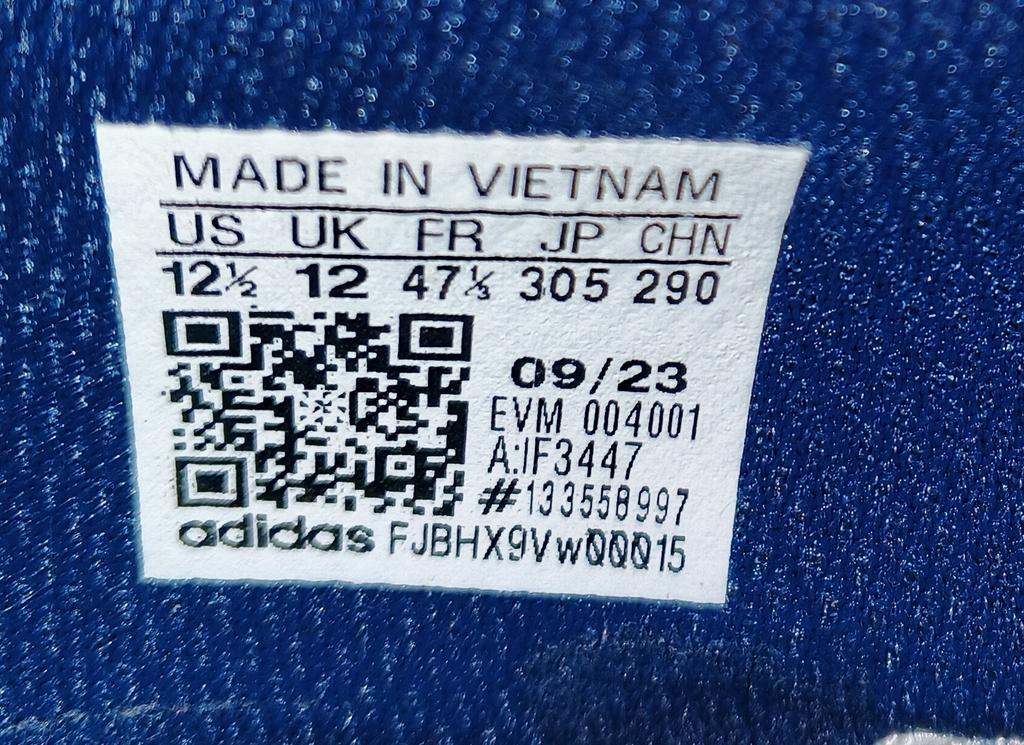 MADE IN VIETNAM
US UK FR JP CHN
12½ 12 47⅓ 305 290
09/23
EVM 004001
A:IF3447
#133558997
adidas FJBHX9Vw00015